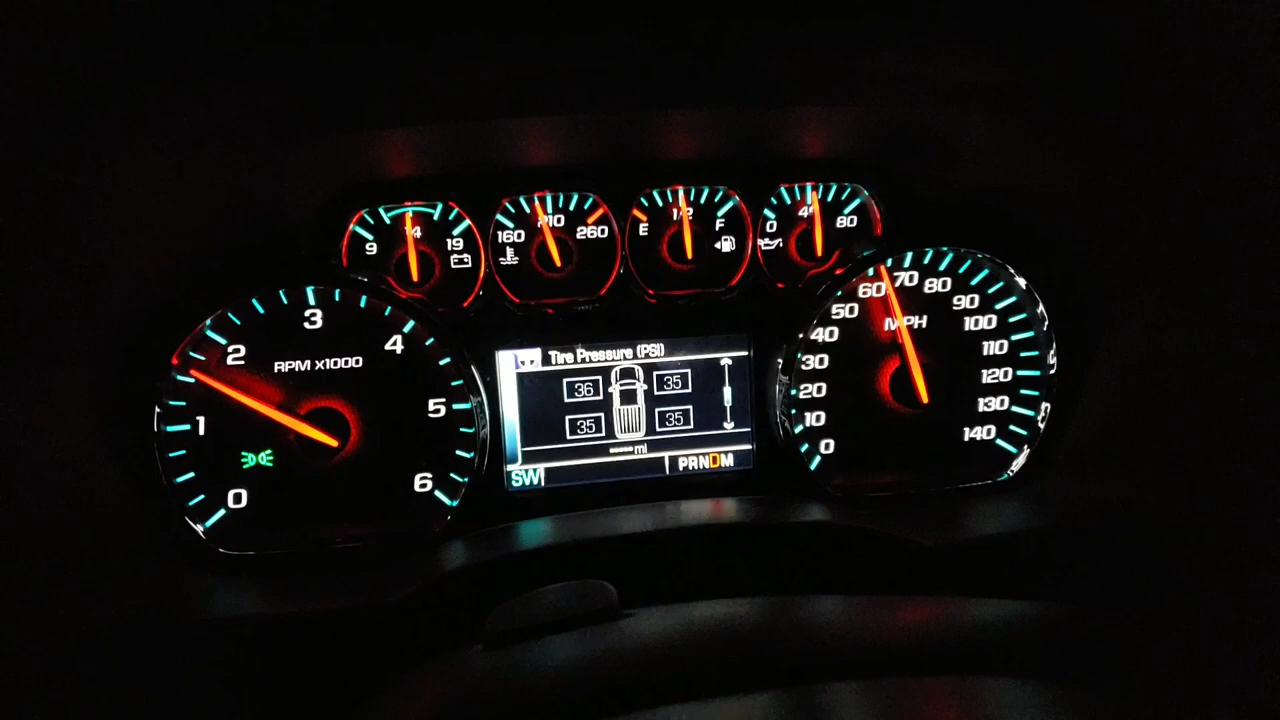 9 14 19
160 210 260
E 1/2 F
0 40 80
0 1 2 3 4 5 6
RPM x1000
Tire Pressure (PSI)
36 35
35 35
mi
SW
PRNDM
0 10 20 30 40 50 60 70 80 90 100 110 120 130 140
MPH